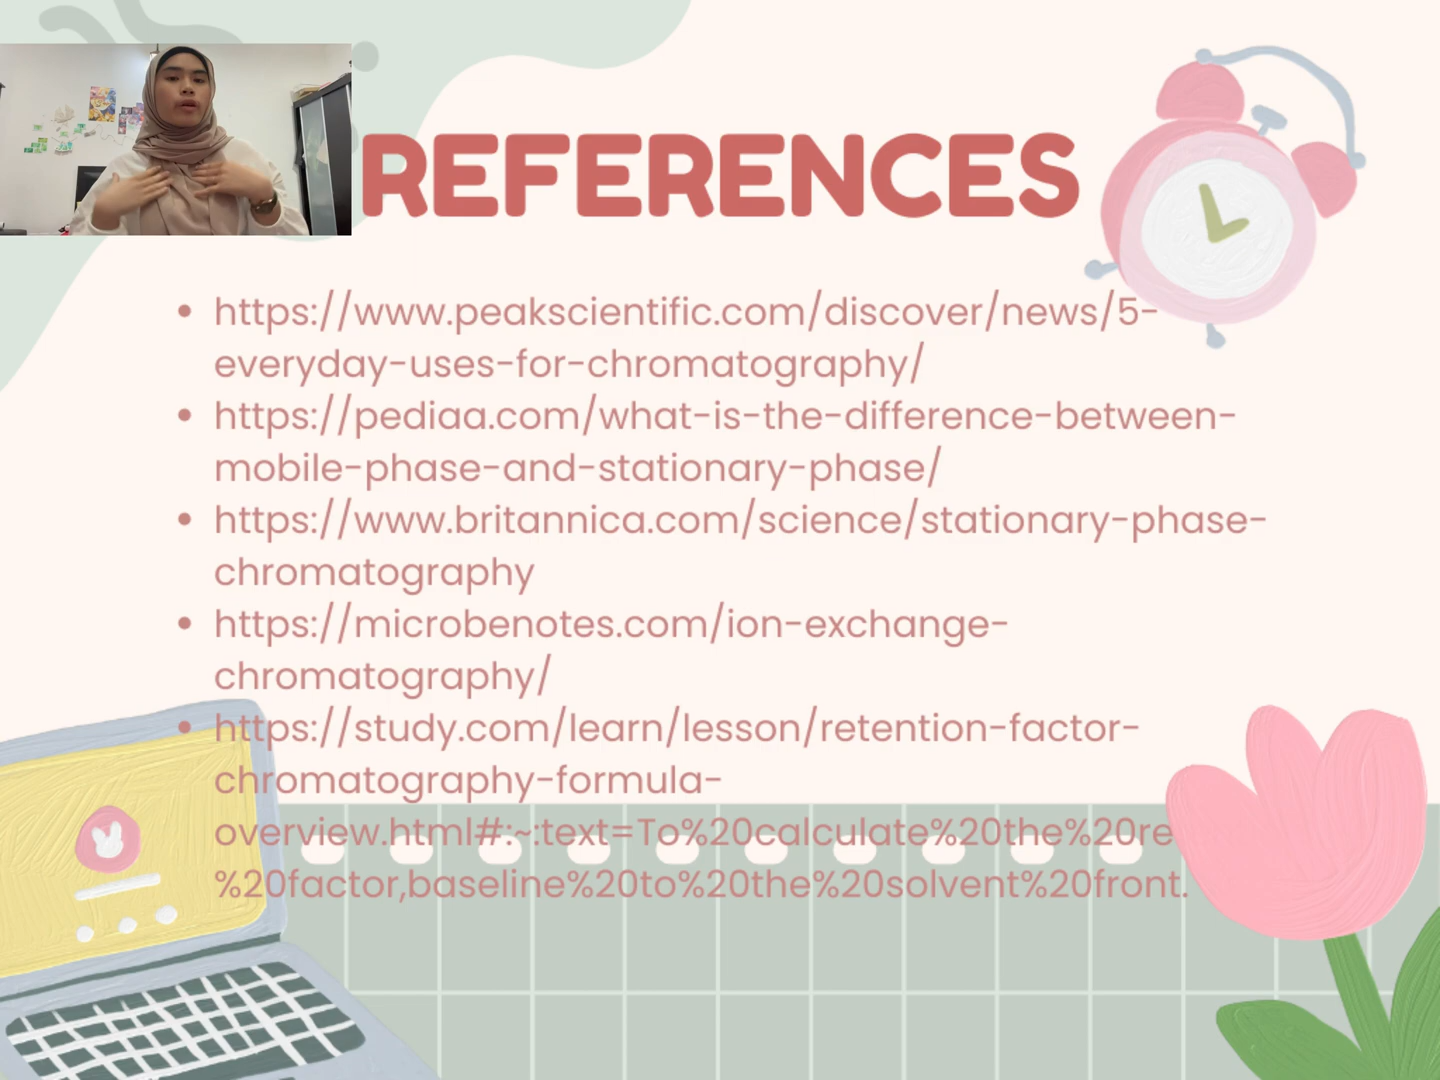 REFERENCES
https://www.peakscientific.com/discover/news/5-
everyday-uses-for-chromatography/
https://pediaa.com/what-is-the-difference-between-
mobile-phase-and-stationary-phase/
https://www.britannica.com/science/stationary-phase-
chromatography
https://microbenotes.com/ion-exchange-
chromatography/
https://study.com/learn/lesson/retention-factor-
chromatography-formula-
overview.html#:~:text=To%20calculate%20the%20re
%20factor,baseline%20to%20the%20solvent%20front.